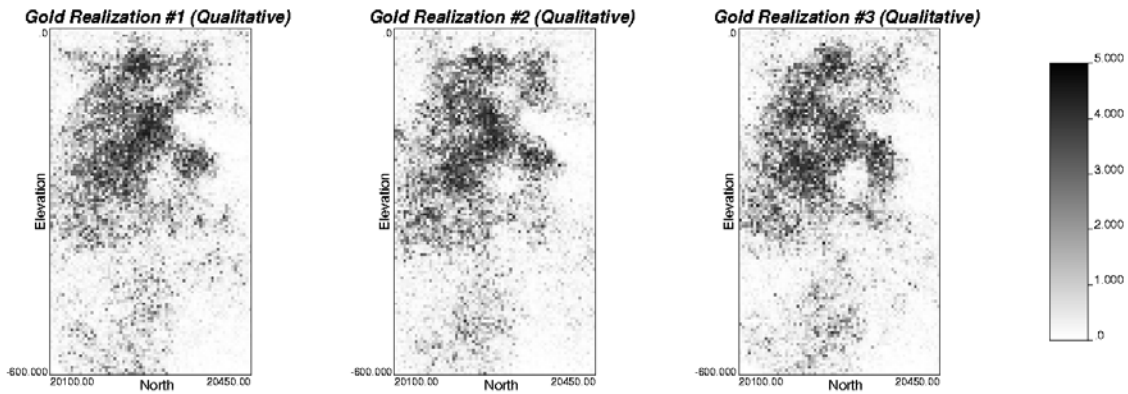 Gold Realization #1 (Qualitative)
.0
Elevation
-600.000
20100.00
North
20450.00
Gold Realization #2 (Qualitative)
.0
Elevation
-600.000
20100.00
North
20450.00
Gold Realization #3 (Qualitative)
.0
Elevation
-600.000
20100.00
North
20450.00
5.000
4.000
3.000
2.000
1.000
.0